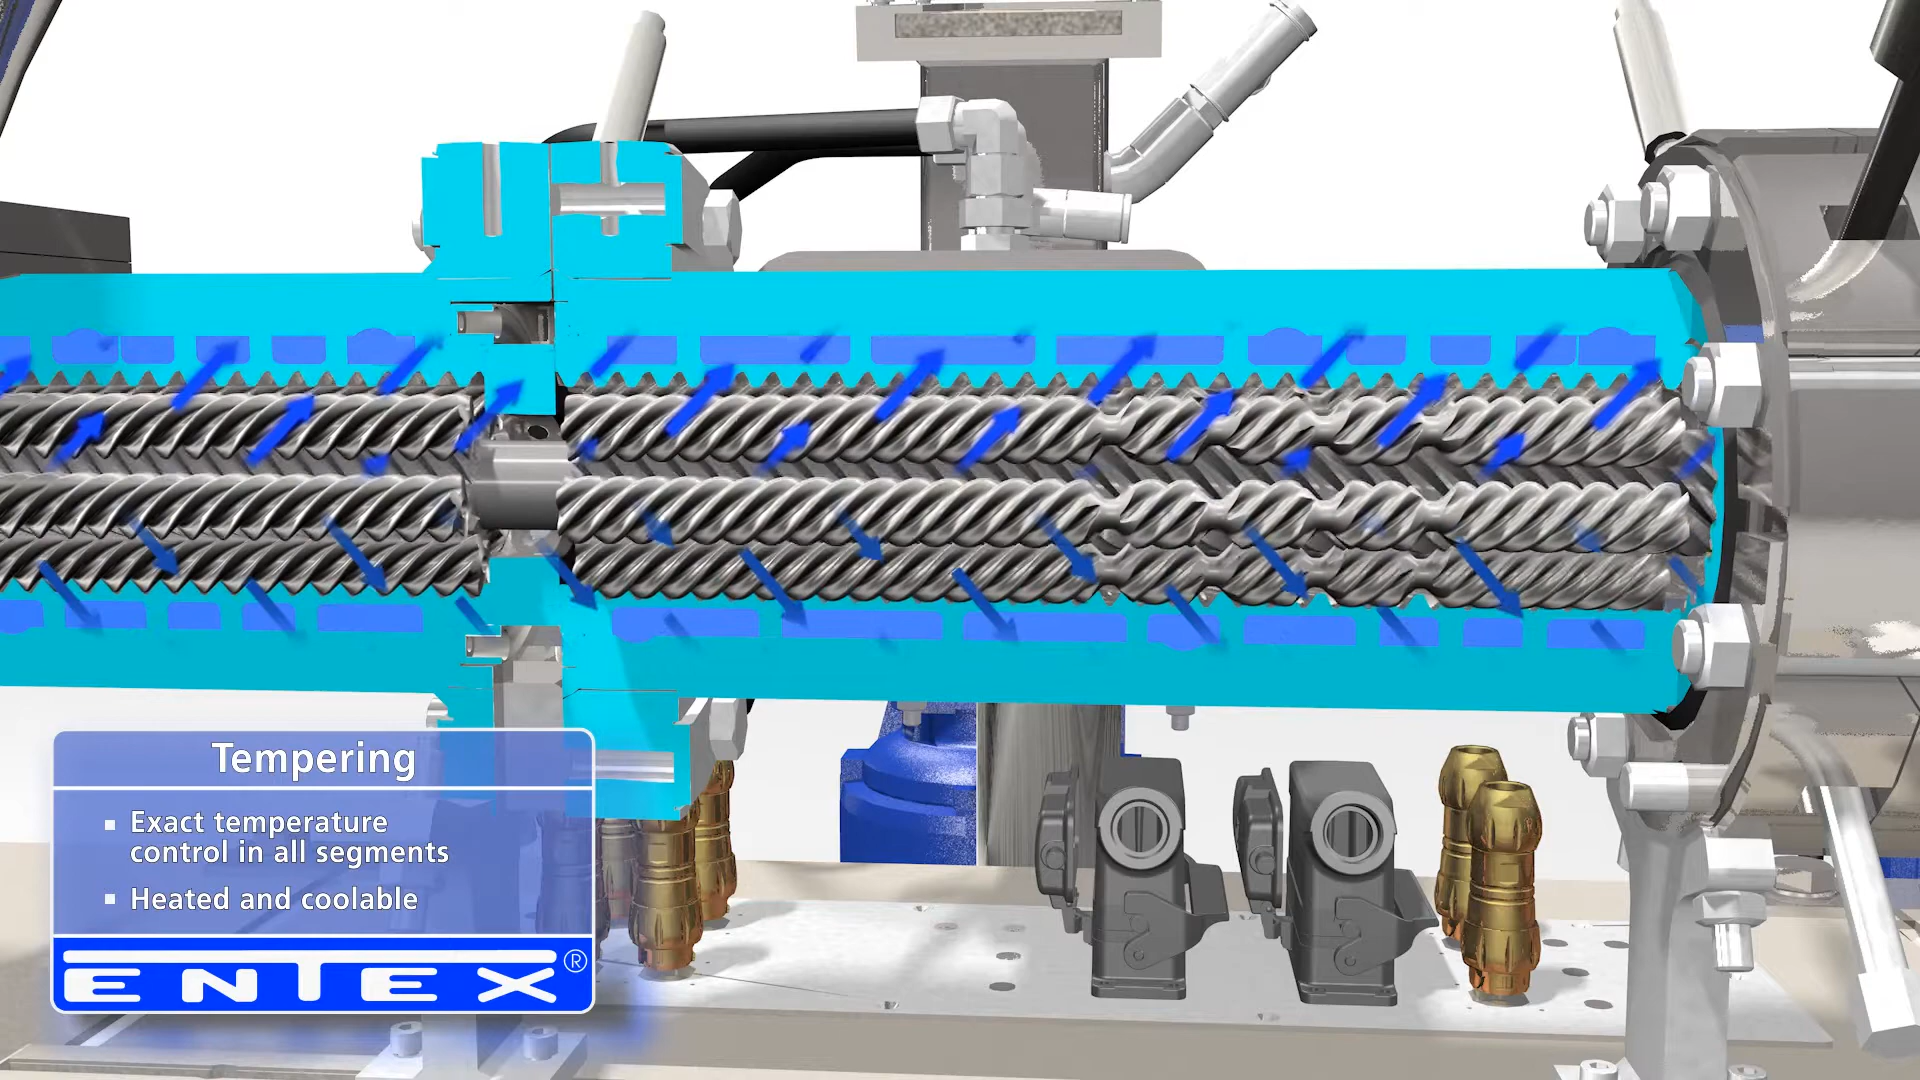 Tempering
Exact temperature
control in all segments
Heated and coolable
ENTEX®